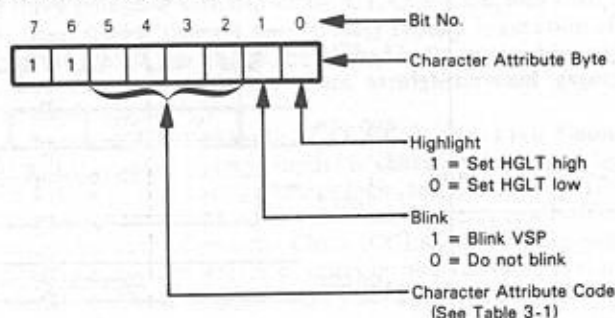 7 6 5 4 3 2 1 0
Bit No.
1 1
Character Attribute Byte
Highlight
1 = Set HGLT high
0 = Set HGLT low
Blink
1 = Blink VSP
0 = Do not blink
Character Attribute Code
(See Table 3-1)